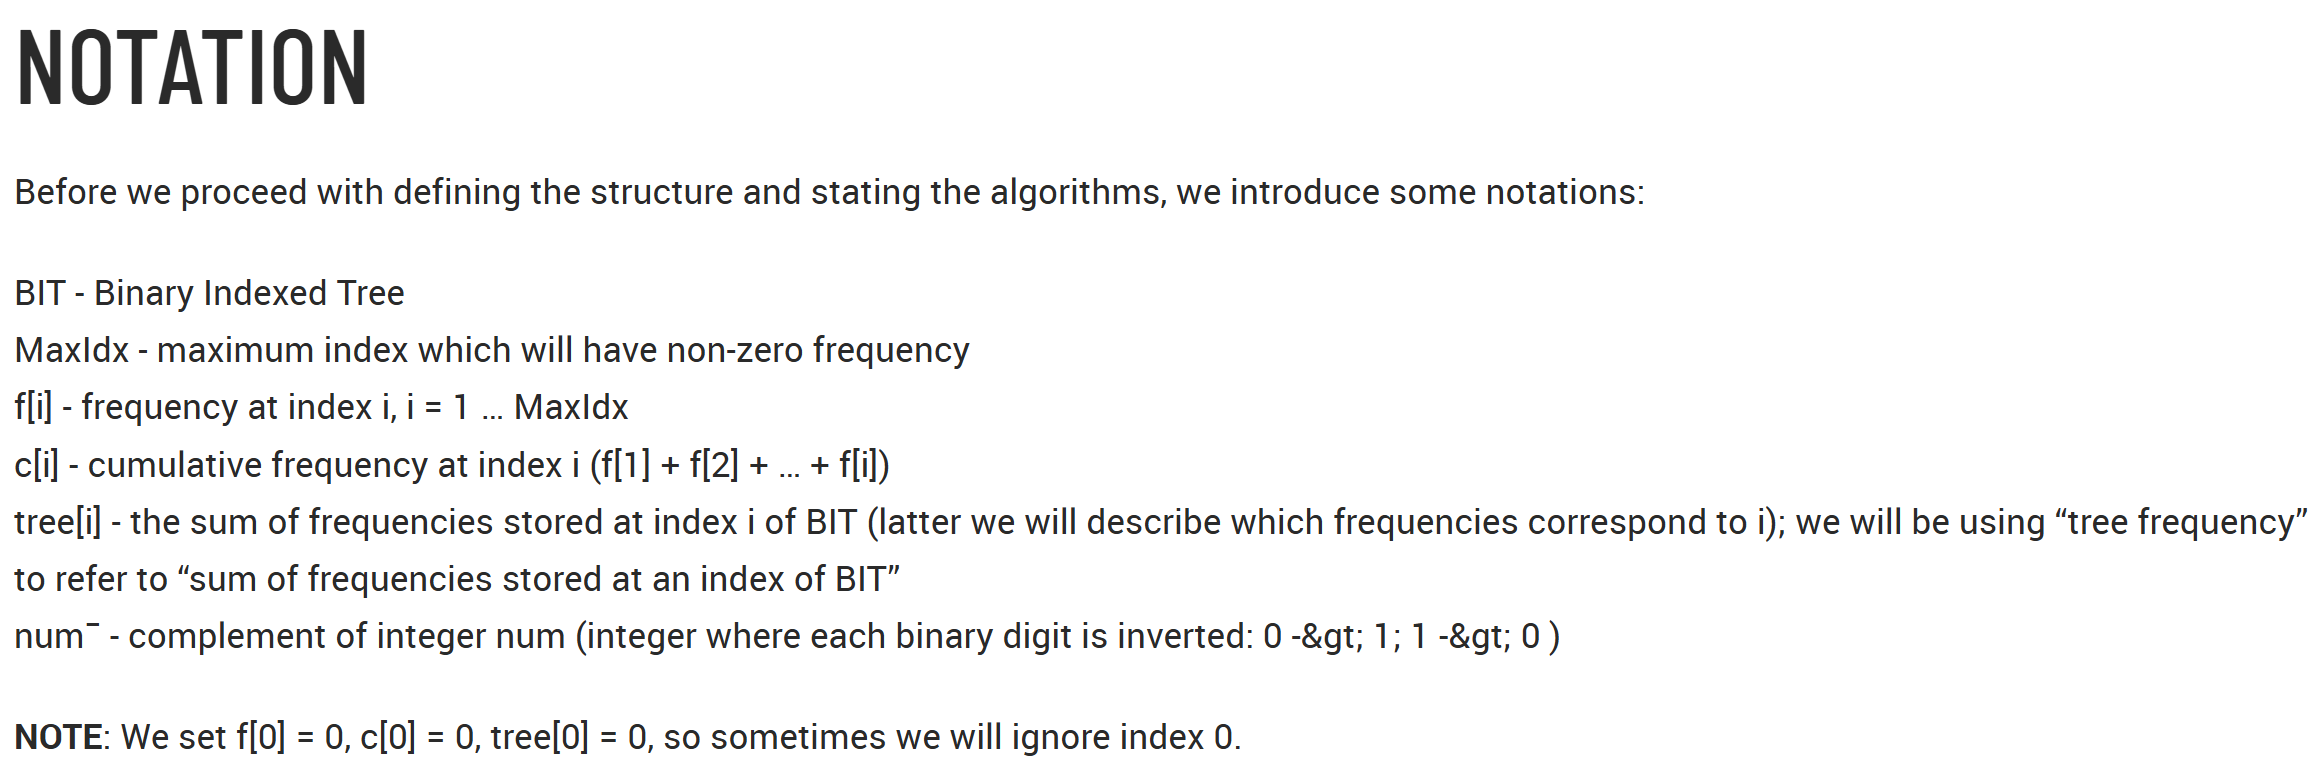 NOTATION
Before we proceed with defining the structure and stating the algorithms, we introduce some notations:
BIT - Binary Indexed Tree
MaxIdx - maximum index which will have non-zero frequency
f[i] - frequency at index i, i = 1 … MaxIdx
c[i] - cumulative frequency at index i (f[1] + f[2] + … + f[i])
tree[i] - the sum of frequencies stored at index i of BIT (latter we will describe which frequencies correspond to i); we will be using “tree frequency”
to refer to “sum of frequencies stored at an index of BIT”
num¯ - complement of integer num (integer where each binary digit is inverted: 0 -&gt; 1; 1 -&gt; 0 )
NOTE: We set f[0] = 0, c[0] = 0, tree[0] = 0, so sometimes we will ignore index 0.